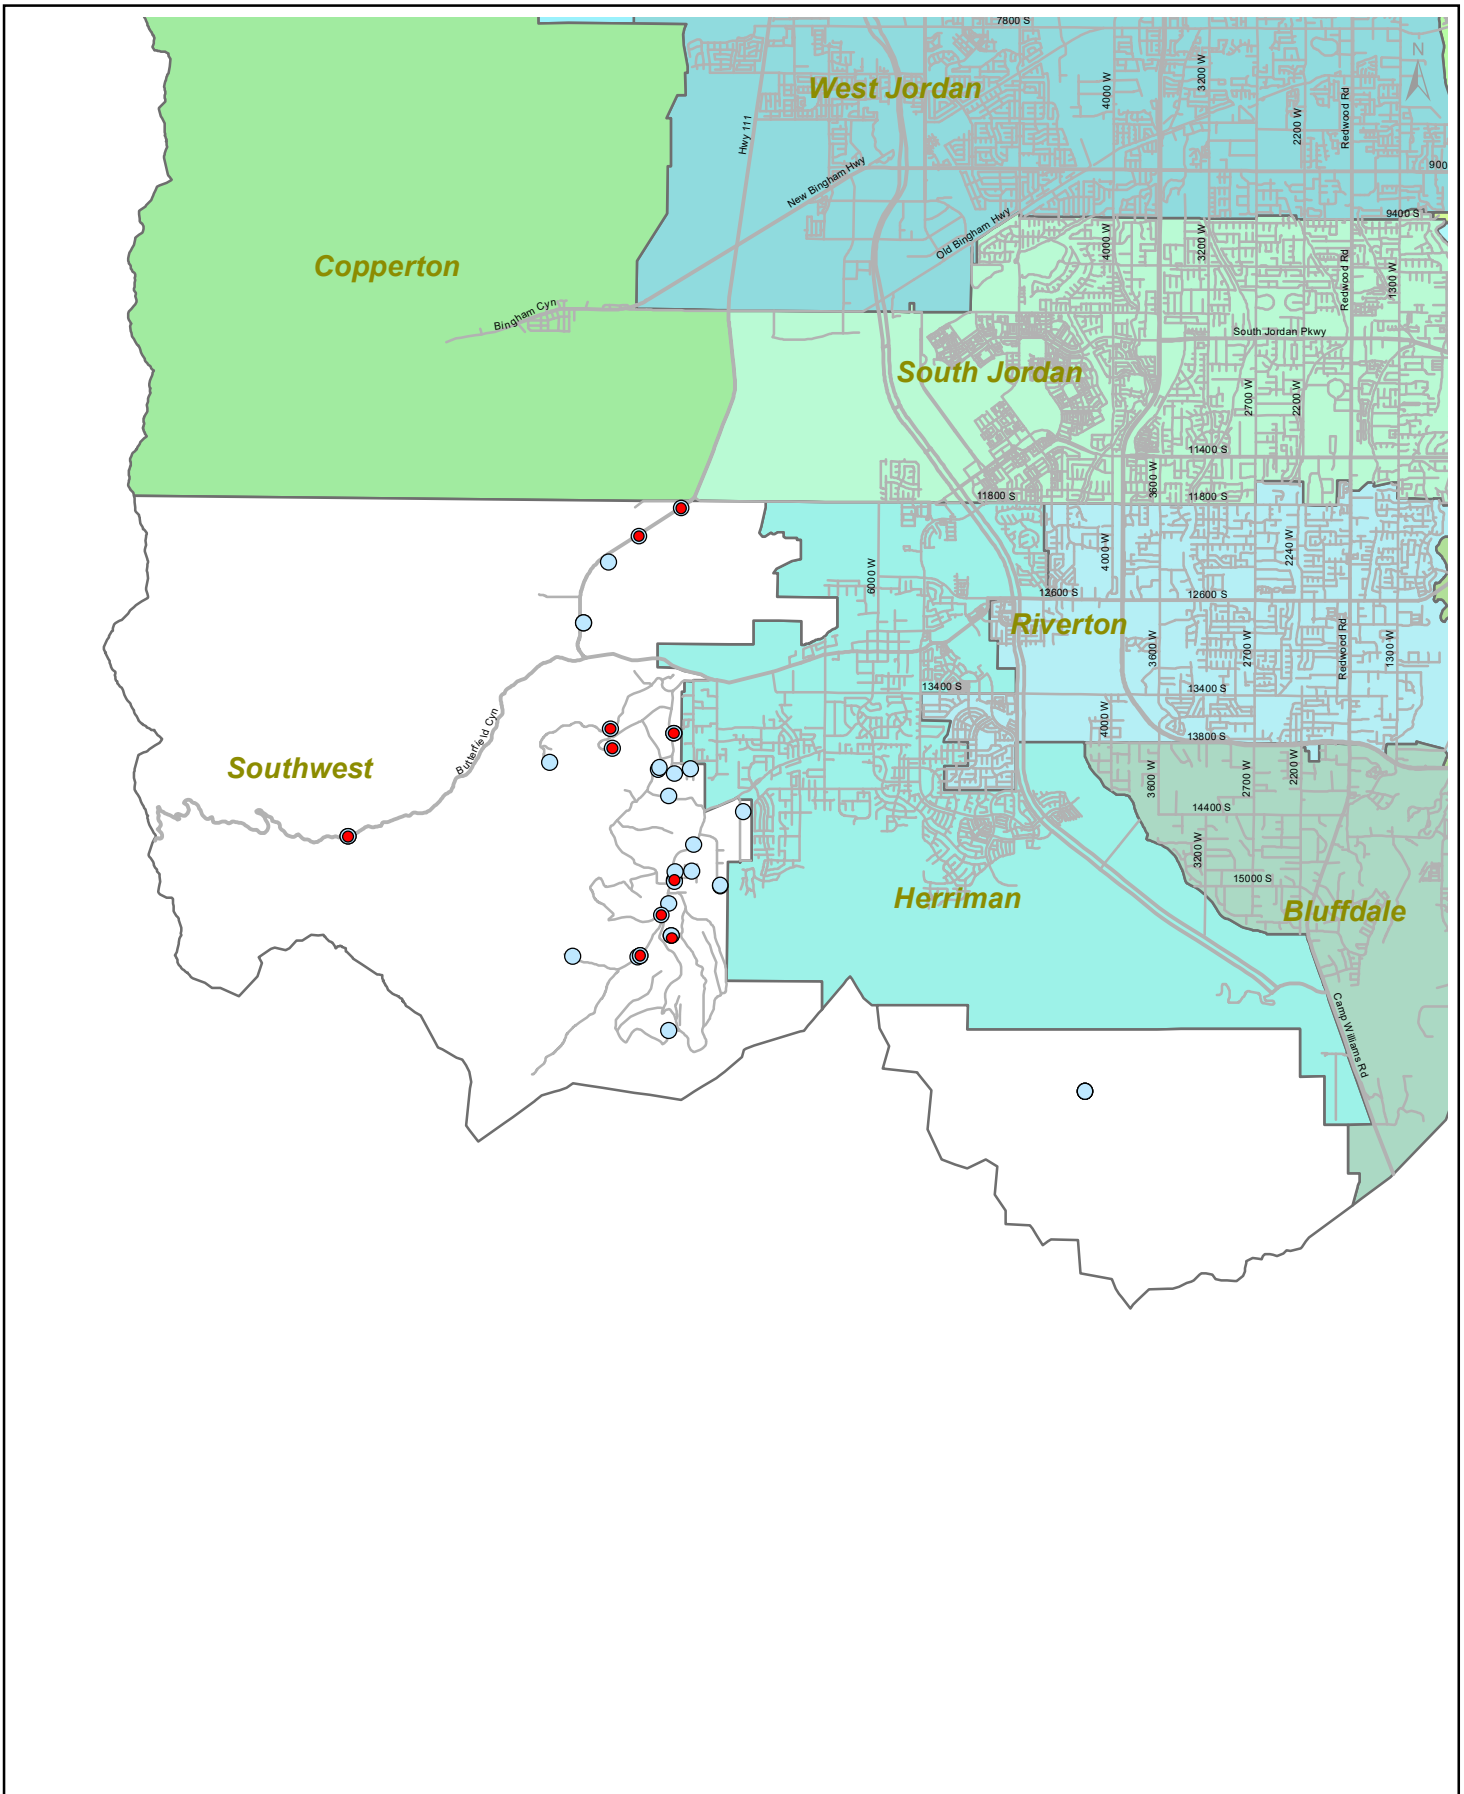 7800 S
N
West Jordan
3200 W
4000 W
Redwood Rd
2200 W
Hwy 111
900
New Bingham Hwy
9400 S
Old Bingham Hwy
4000 W
3200 W
Copperton
Redwood Rd
1300 W
Bingham Cyn
South Jordan Pkwy
South Jordan
2700 W
2200 W
11400 S
3600 W
11800 S
11800 S
4000 W
2240 W
6000 W
12600 S
12600 S
Riverton
3600 W
2700 W
Redwood Rd
1300 W
13400 S
13400 S
4000 W
13800 S
Butterfield Cyn
Southwest
3600 W
2700 W
2200 W
14400 S
3200 W
15000 S
Herriman
Bluffdale
Camp Williams Rd